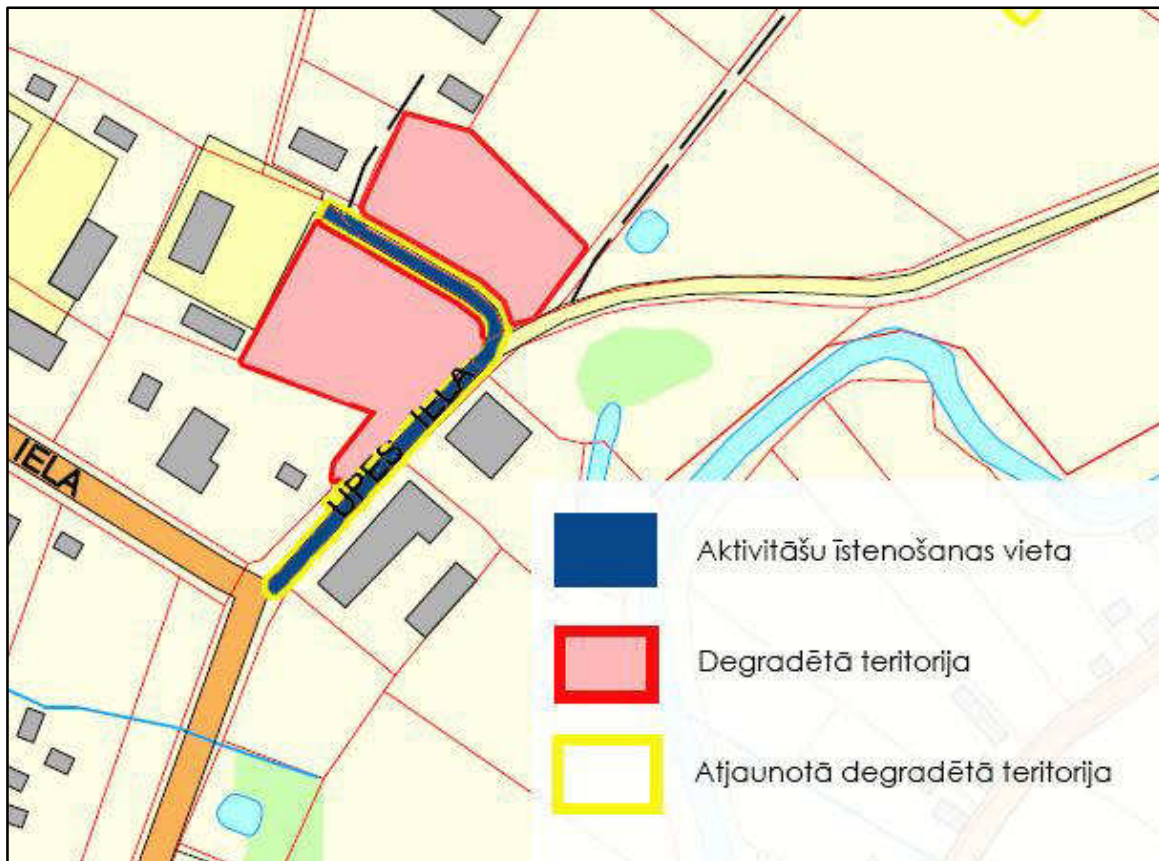 IELA
UPES IELA
Aktivitāšu īstenošanas vieta
Degradētā teritorija
Atjaunotā degradētā teritorija